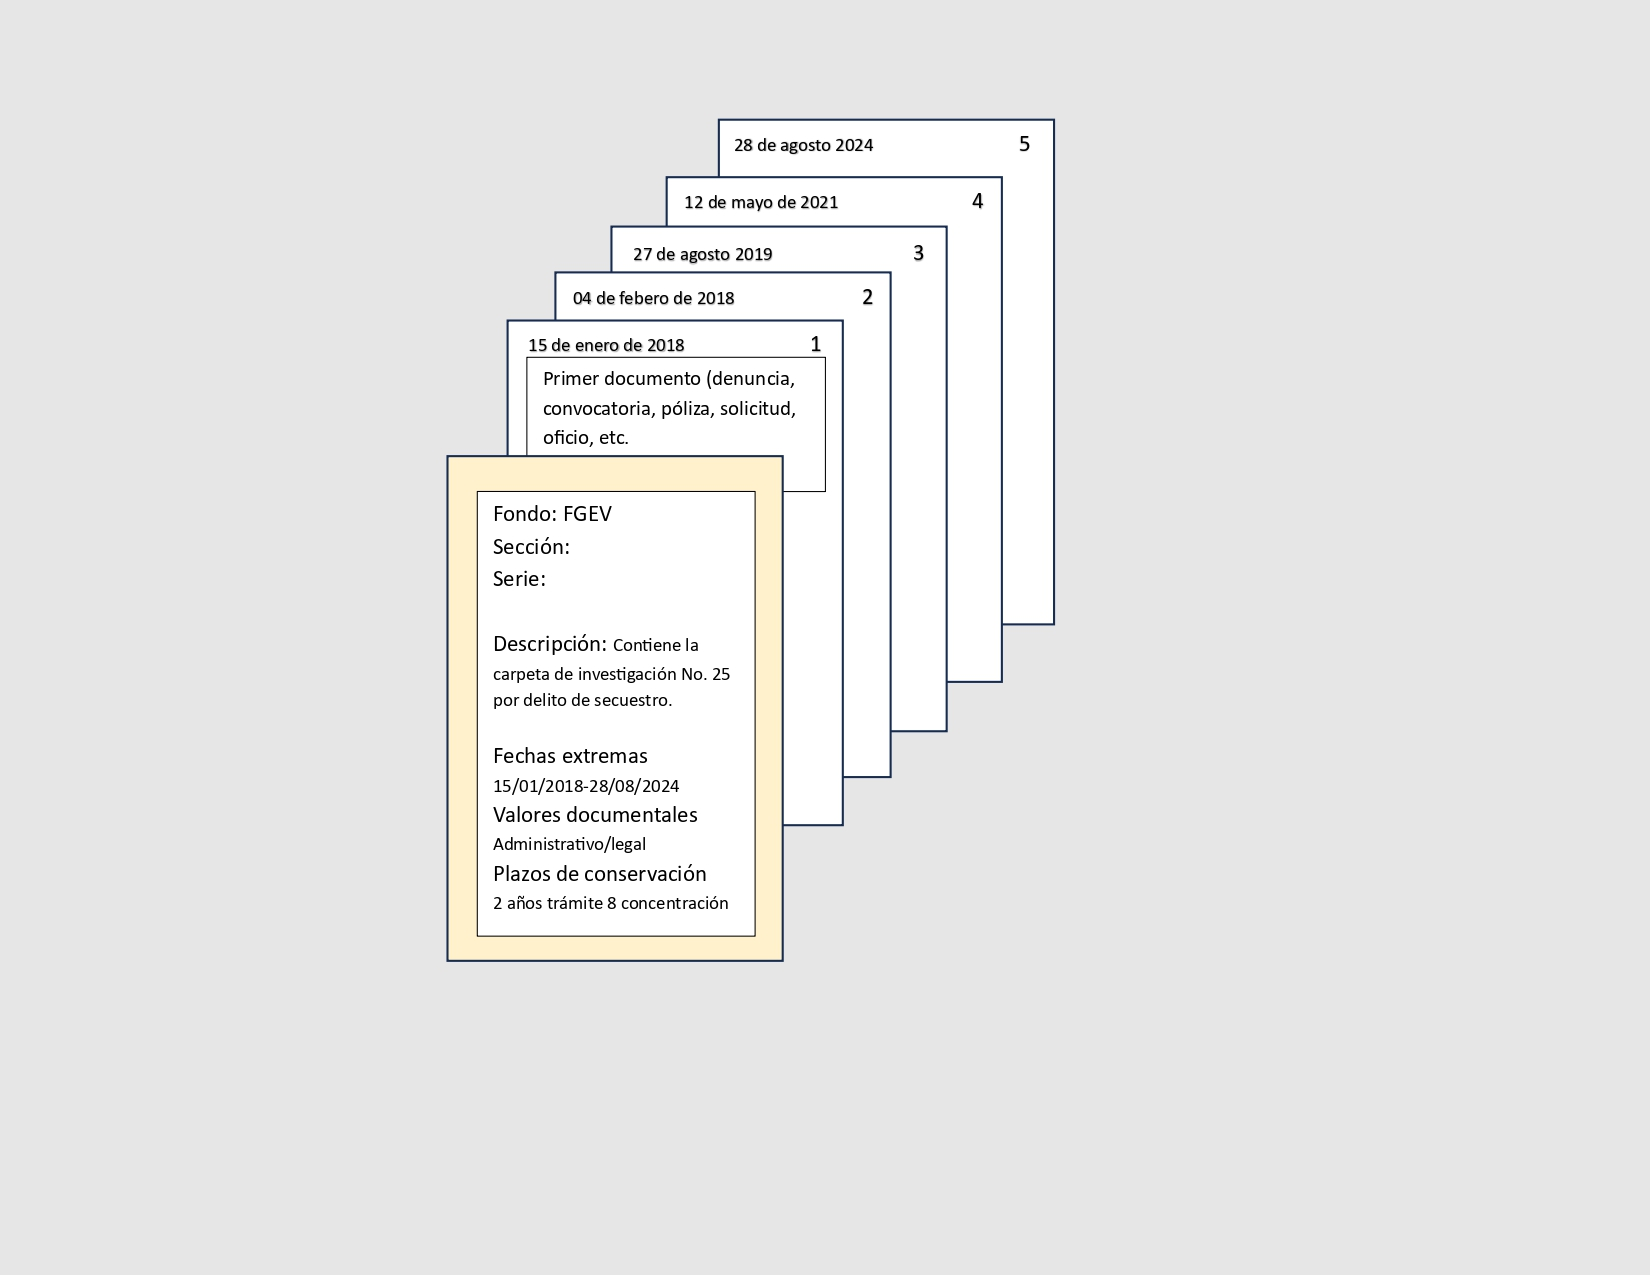 28 de agosto 2024 5
12 de mayo de 2021 4
27 de agosto 2019 3
04 de febero de 2018 2
15 de enero de 2018 1
Primer documento (denuncia,
convocatoria, póliza, solicitud,
oficio, etc.
Fondo: FGEV
Sección:
Serie:
Descripción: Contiene la
carpeta de investigación No. 25
por delito de secuestro.
Fechas extremas
15/01/2018-28/08/2024
Valores documentales
Administrativo/legal
Plazos de conservación
2 años trámite 8 concentración